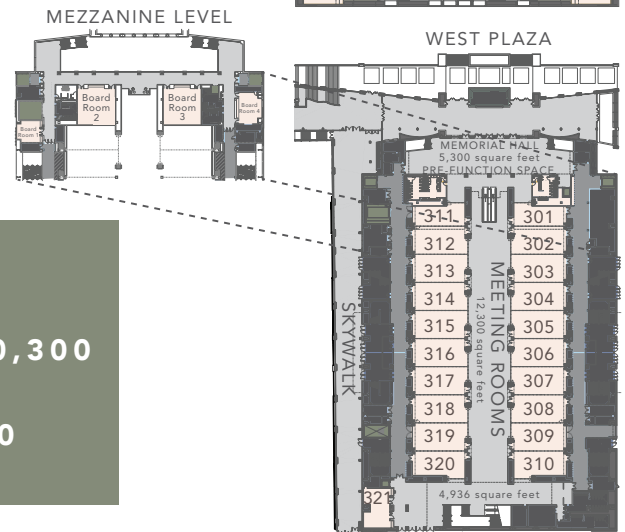 MEZZANINE LEVEL
Board
Room
2
Board
Room
3
Board
Room 4
Board
Room 1
WEST PLAZA
MEMORIAL HALL
5,300 square feet
PRE-FUNCTION SPACE
311
301
312
302
313
303
314
304
315
305
316
306
317
307
318
308
319
309
320
310
321
MEETING ROOMS
12,300 square feet
SKYWALK
4,936 square feet
0,300
0